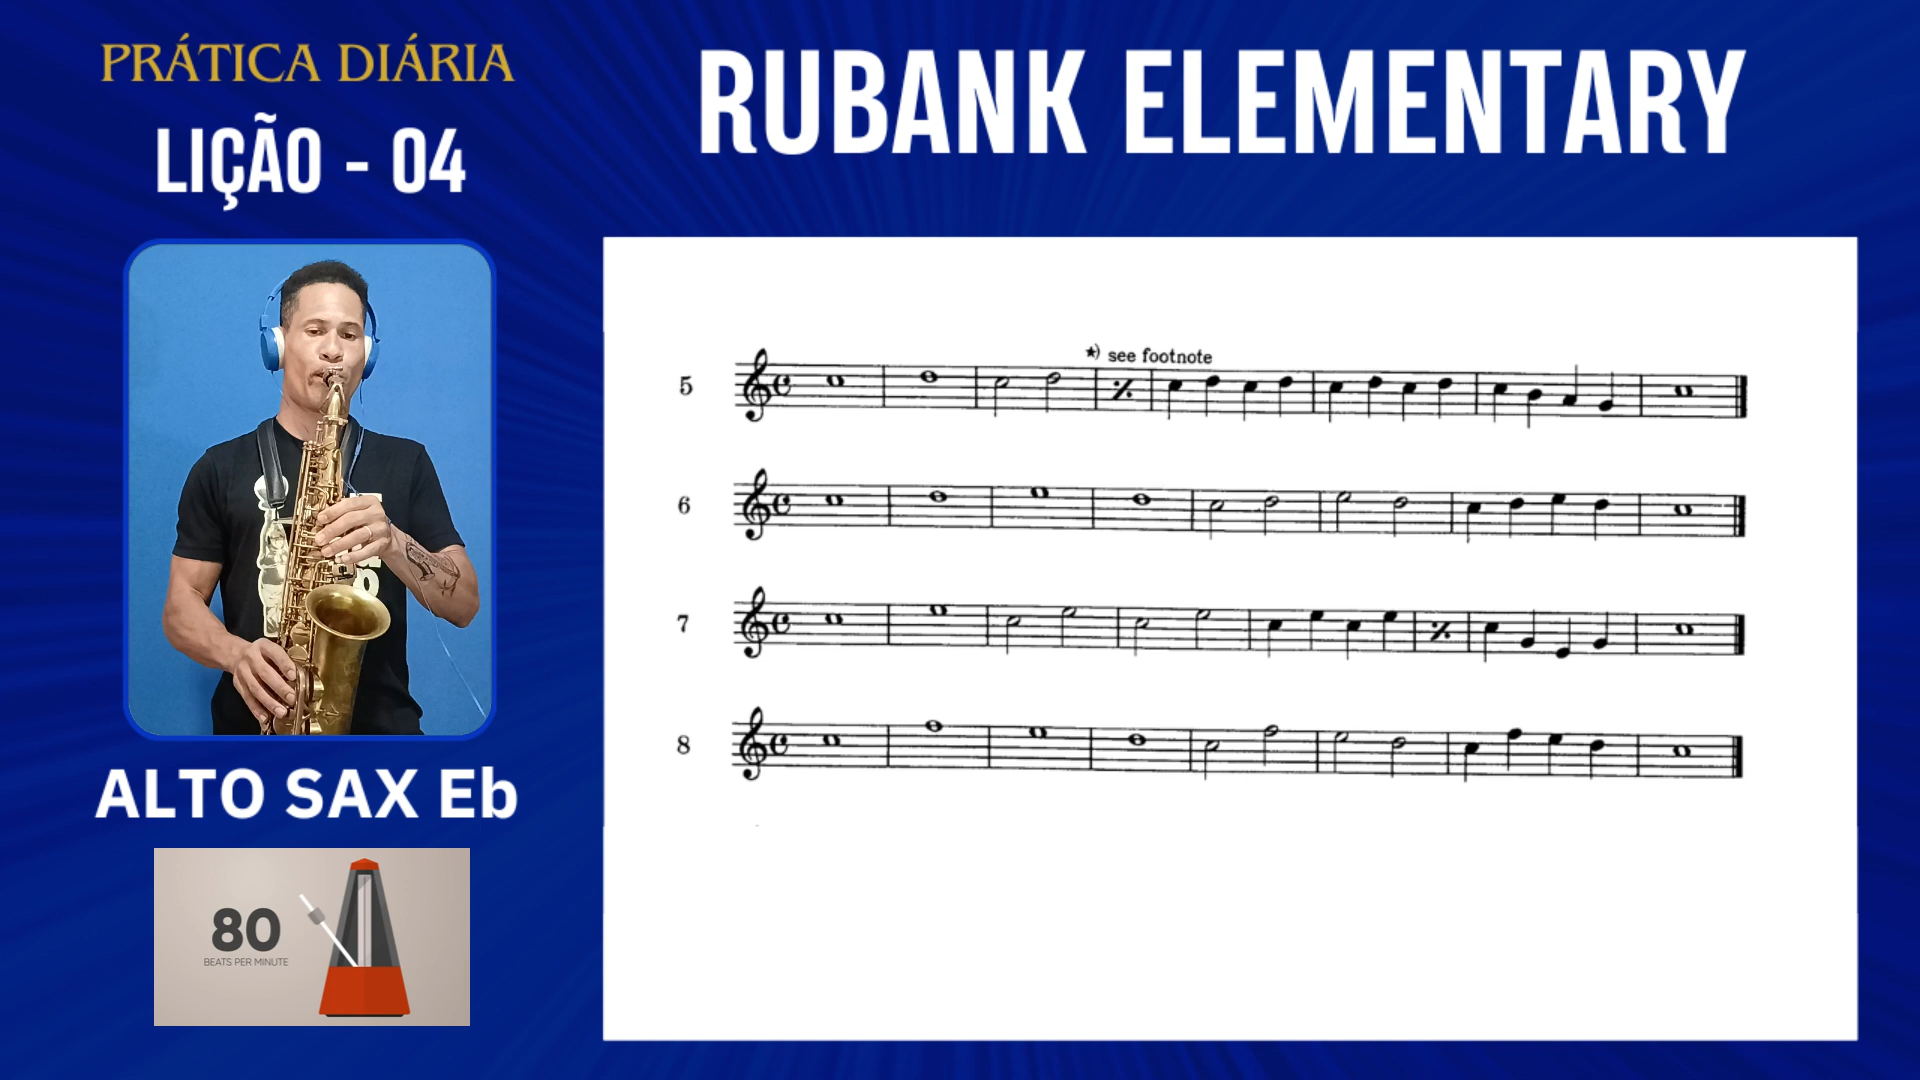 PRÁTICA DIÁRIA
LIÇÃO - 04
RUBANK ELEMENTARY
*) see footnote
5
6
7
8
ALTO SAX Eb
80
BEATS PER MINUTE